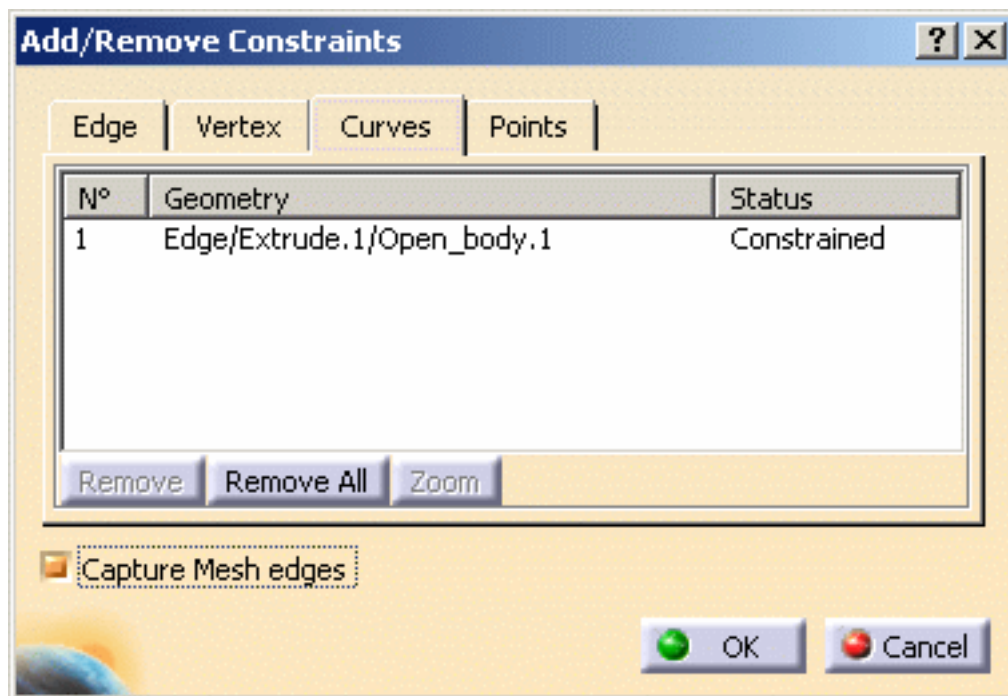 Add/Remove Constraints ? X
Edge Vertex Curves Points
N° Geometry Status
1 Edge/Extrude.1/Open_body.1 Constrained
Remove Remove All Zoom
Capture Mesh edges
OK Cancel